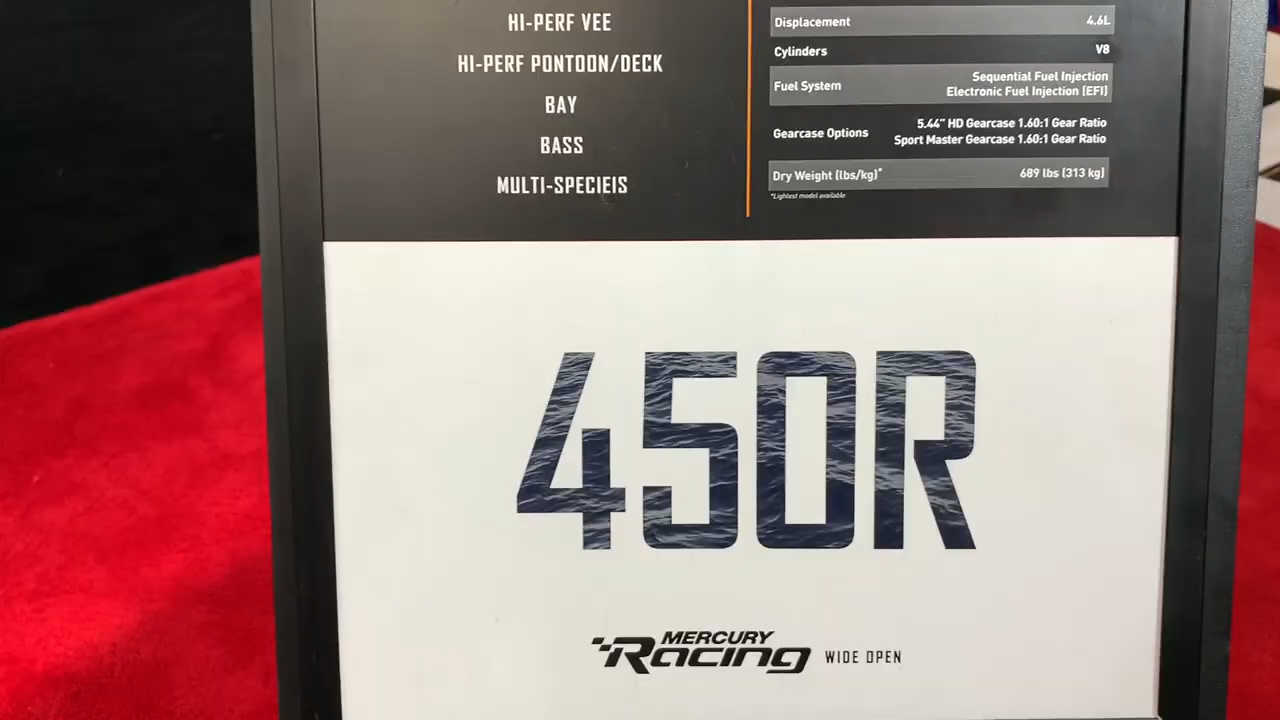 HI-PERF VEE
HI-PERF PONTOON/DECK
BAY
BASS
MULTI-SPECIEIS
Displacement 4.6L
Cylinders V8
Fuel System Sequential Fuel Injection
Electronic Fuel Injection (EFI)
Gearcase Options 5.44" HD Gearcase 1.60:1 Gear Ratio
Sport Master Gearcase 1.60:1 Gear Ratio
Dry Weight (lbs/kg)* 689 lbs (313 kg)
*Lightest model available
450R
MERCURY
Racing WIDE OPEN